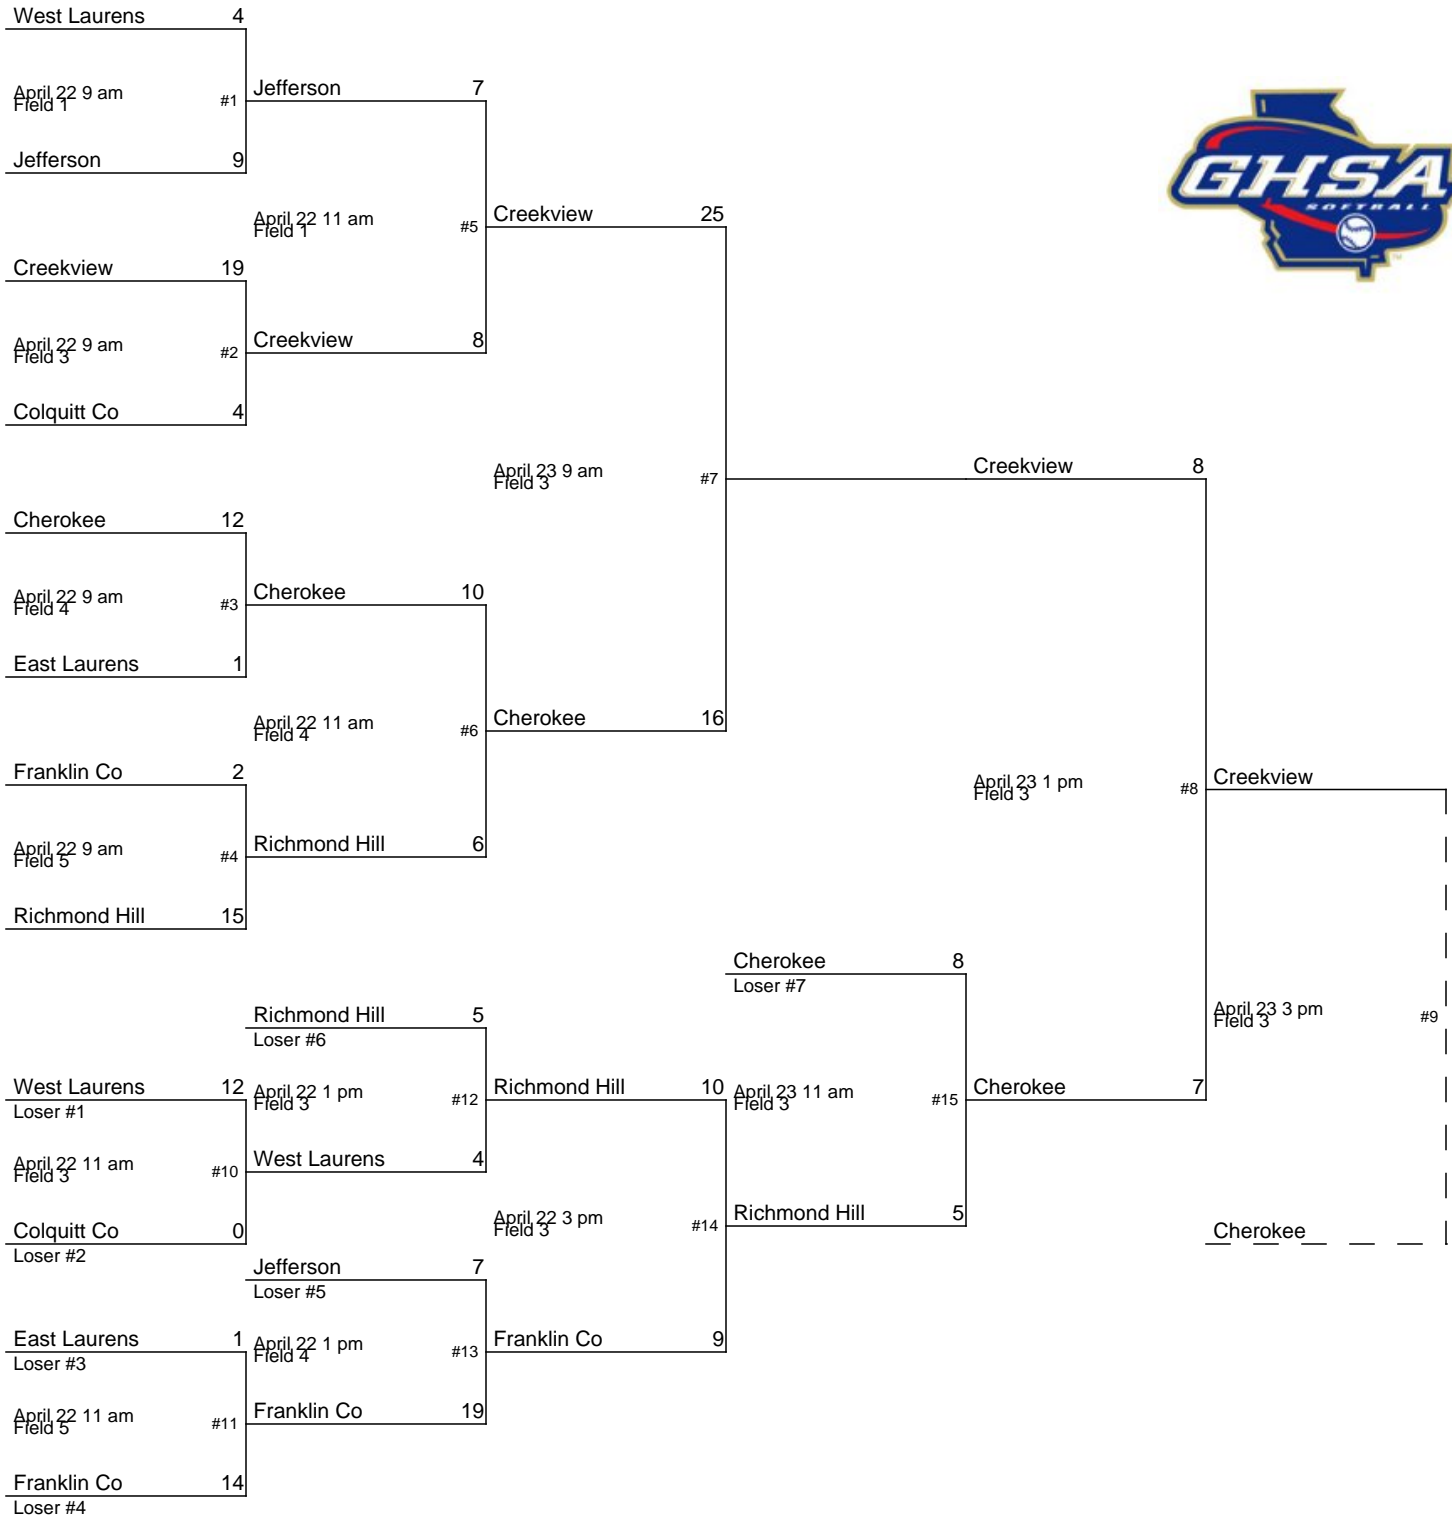 West Laurens 4
April 22 9 am
Field 1
#1
Jefferson 9
Jefferson 7
April 22 11 am
Field 1
#5
Creekview 8
Creekview 19
April 22 9 am
Field 3
#2
Colquitt Co 4
Creekview 25
April 23 9 am
Field 3
#7
Cherokee 16
Cherokee 12
April 22 9 am
Field 4
#3
East Laurens 1
Cherokee 10
April 22 11 am
Field 4
#6
Richmond Hill 6
Franklin Co 2
April 22 9 am
Field 5
#4
Richmond Hill 15
GHSA
SOFTBALL
TM
Creekview 8
April 23 1 pm
Field 3
#8
Cherokee 7
Creekview
April 23 3 pm
Field 3
#9
Cherokee
Cherokee 8
Loser #7
April 23 11 am
Field 3
#15
Richmond Hill 5
Richmond Hill 5
Loser #6
April 22 1 pm
Field 3
#12
West Laurens 4
West Laurens 12
Loser #1
April 22 11 am
Field 3
#10
Colquitt Co 0
Loser #2
Richmond Hill 10
April 22 3 pm
Field 3
#14
Franklin Co 9
Jefferson 7
Loser #5
April 22 1 pm
Field 4
#13
Franklin Co 19
East Laurens 1
Loser #3
April 22 11 am
Field 5
#11
Franklin Co 14
Loser #4